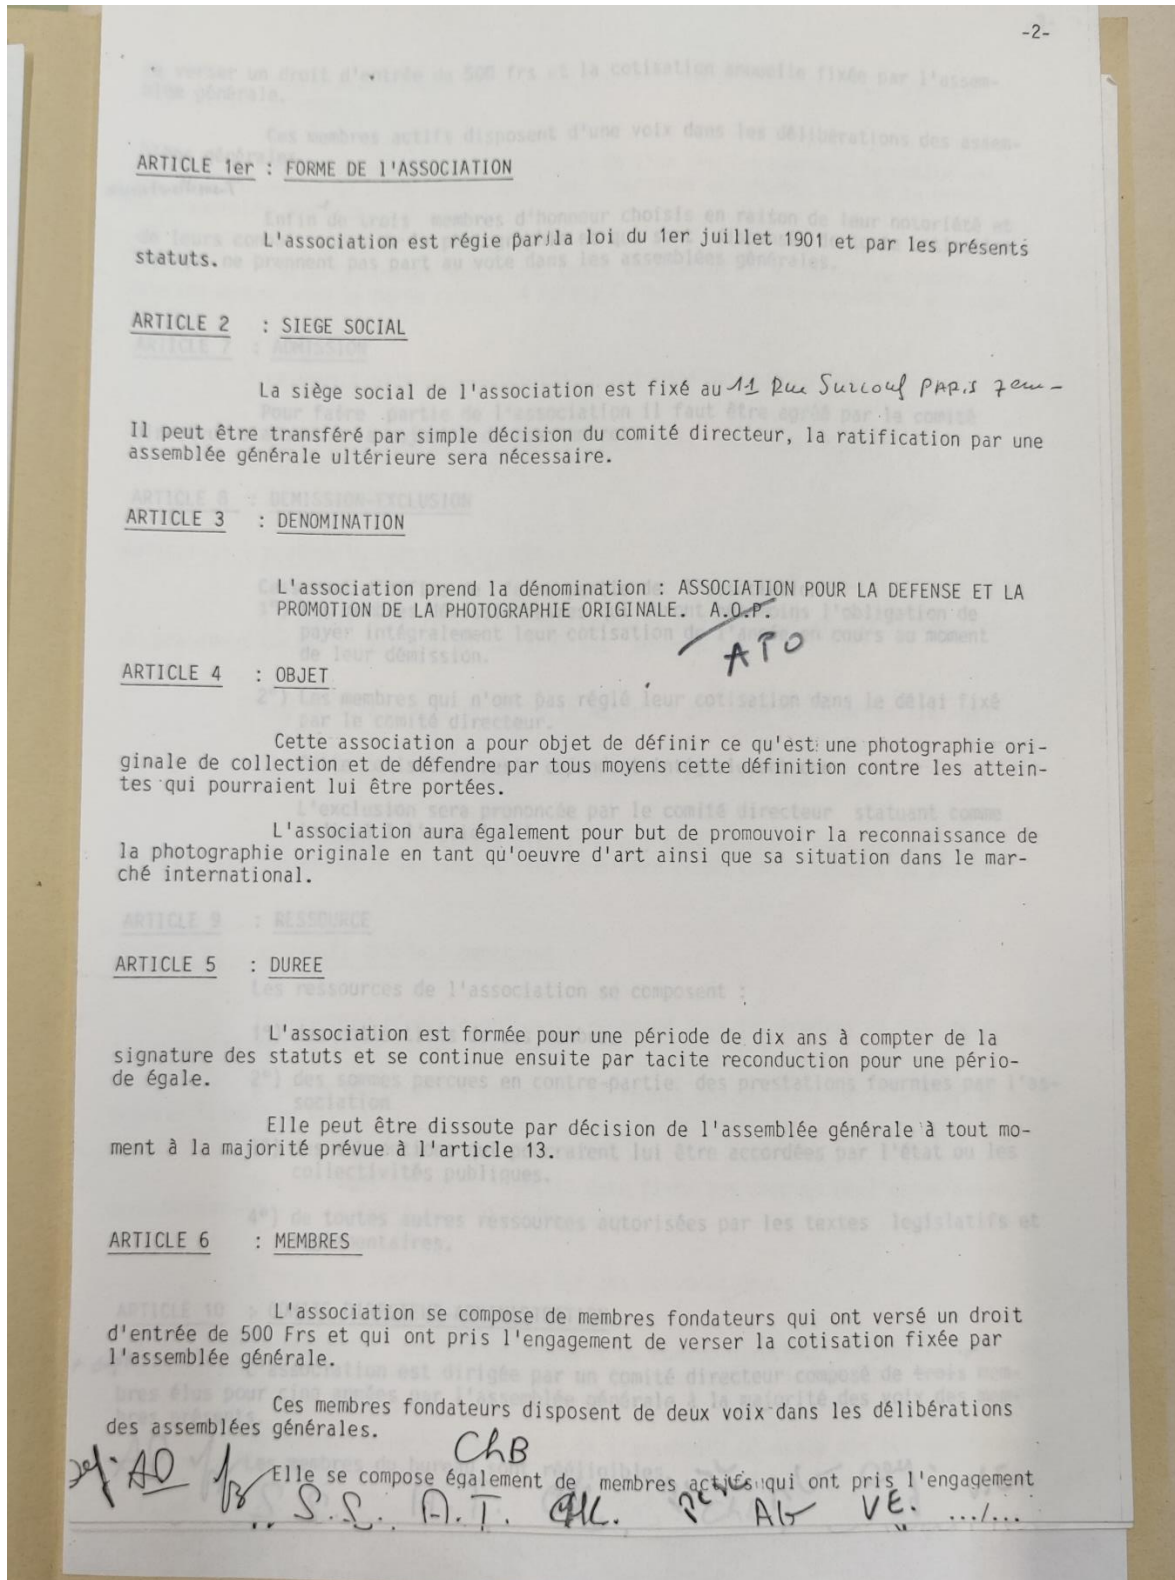 -2-
ARTICLE 1er : FORME DE l'ASSOCIATION
L'association est régie par la loi du 1er juillet 1901 et par les présents
statuts.
ARTICLE 2 : SIEGE SOCIAL
La siège social de l'association est fixé au 11 Rue Surcouf PARIS 7em -
Il peut être transféré par simple décision du comité directeur, la ratification par une
assemblée générale ultérieure sera nécessaire.
ARTICLE 3 : DENOMINATION
L'association prend la dénomination : ASSOCIATION POUR LA DEFENSE ET LA
PROMOTION DE LA PHOTOGRAPHIE ORIGINALE. A.O.P.
APO
ARTICLE 4 : OBJET
Cette association a pour objet de définir ce qu'est une photographie ori-
ginale de collection et de défendre par tous moyens cette définition contre les attein-
tes qui pourraient lui être portées.
L'association aura également pour but de promouvoir la reconnaissance de
la photographie originale en tant qu'oeuvre d'art ainsi que sa situation dans le mar-
ché international.
ARTICLE 5 : DUREE
L'association est formée pour une période de dix ans à compter de la
signature des statuts et se continue ensuite par tacite reconduction pour une pério-
de égale.
Elle peut être dissoute par décision de l'assemblée générale à tout mo-
ment à la majorité prévue à l'article 13.
ARTICLE 6 : MEMBRES
L'association se compose de membres fondateurs qui ont versé un droit
d'entrée de 500 Frs et qui ont pris l'engagement de verser la cotisation fixée par
l'assemblée générale.
Ces membres fondateurs disposent de deux voix dans les délibérations
des assemblées générales.
ChB
AD
Elle se compose également de membres actifs qui ont pris l'engagement
S.S. A.T. AG VE. .../...